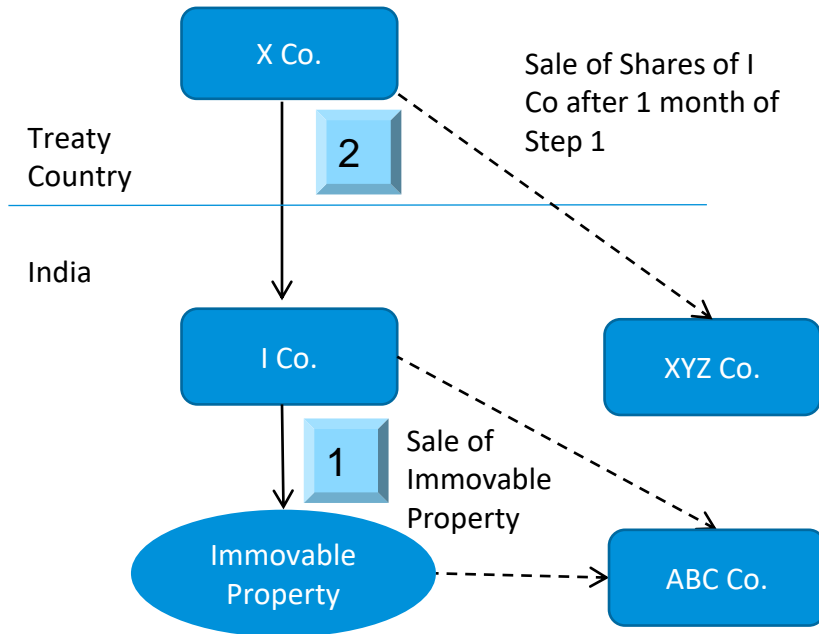 X Co.
Sale of Shares of I
Co after 1 month of
Step 1
2
Treaty
Country
India
I Co.
XYZ Co.
1
Sale of
Immovable
Property
Immovable
Property
ABC Co.